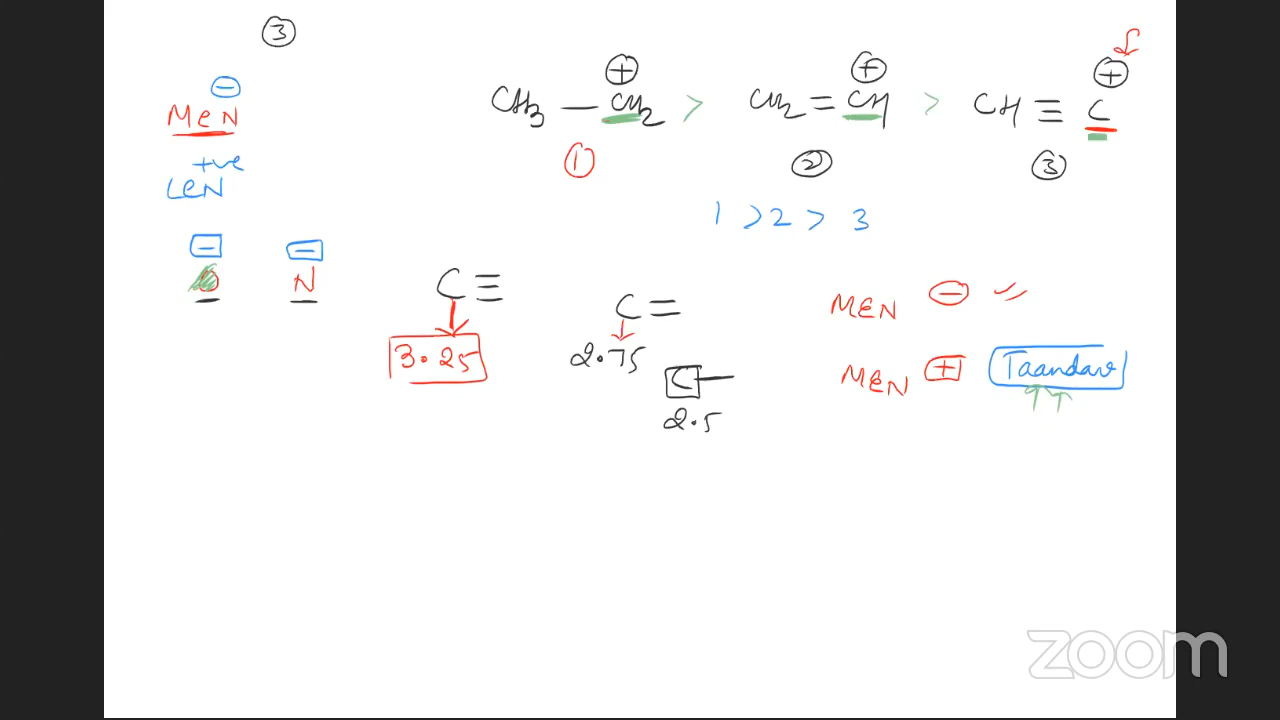 ③
⊖
MeN
+ve
LeN
⊖ ⊖
N
⊕ ⊕ ⊕
CH3 — CH2 > CH2 = CH > CH ≡ C
① ② ③
1 > 2 > 3
C ≡
3.25
C =
2.75
C —
2.5
MEN ⊖
MEN +
zoom